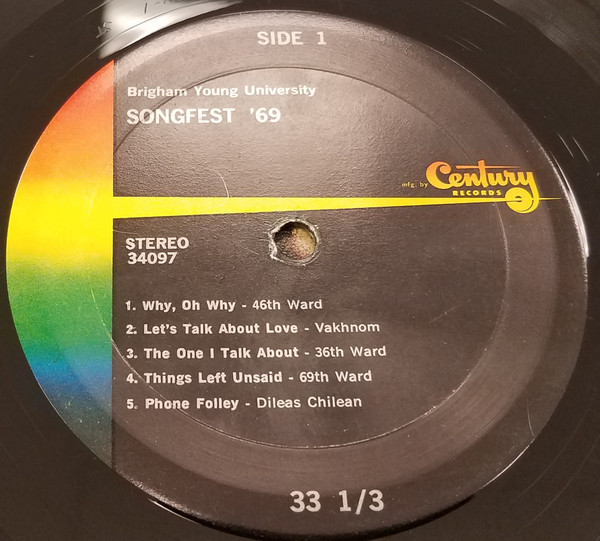 SIDE 1
Brigham Young University
SONGFEST '69
mfg. by Century
RECORDS
STEREO
34097
1. Why, Oh Why - 46th Ward
2. Let's Talk About Love - Vakhnom
3. The One I Talk About - 36th Ward
4. Things Left Unsaid - 69th Ward
5. Phone Folley - Dileas Chilean
33 1/3